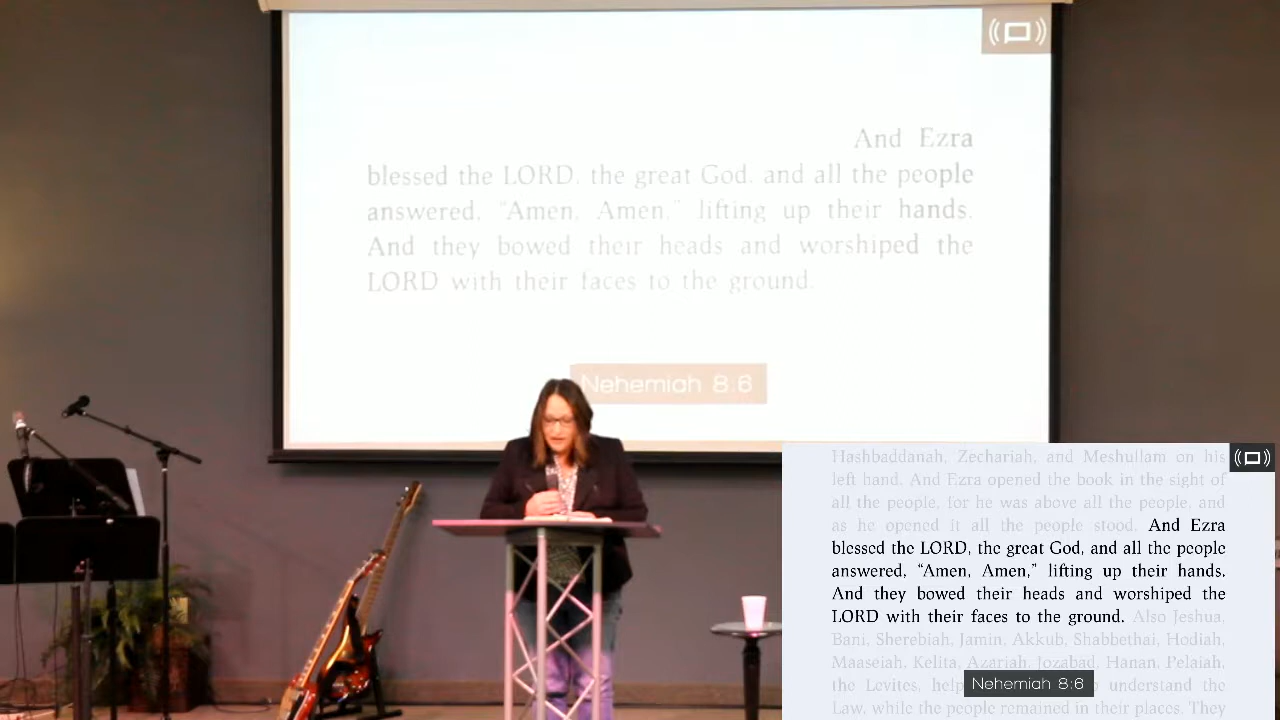 And Ezra
blessed the LORD, the great God, and all the people
answered, “Amen, Amen,” lifting up their hands.
And they bowed their heads and worshiped the
LORD with their faces to the ground.
Nehemiah 8:6
Hashbaddanah, Zechariah, and Meshullam on his
left hand. And Ezra opened the book in the sight of
all the people, for he was above all the people, and
as he opened it all the people stood. And Ezra
blessed the LORD, the great God, and all the people
answered, “Amen, Amen,” lifting up their hands.
And they bowed their heads and worshiped the
LORD with their faces to the ground. Also Jeshua,
Bani, Sherebiah, Jamin, Akkub, Shabbethai, Hodiah,
Maaseiah, Kelita, Azariah, Jozabad, Hanan, Pelaiah,
the Levites, understand the
Nehemiah 8:6
Law, while the people remained in their places. They